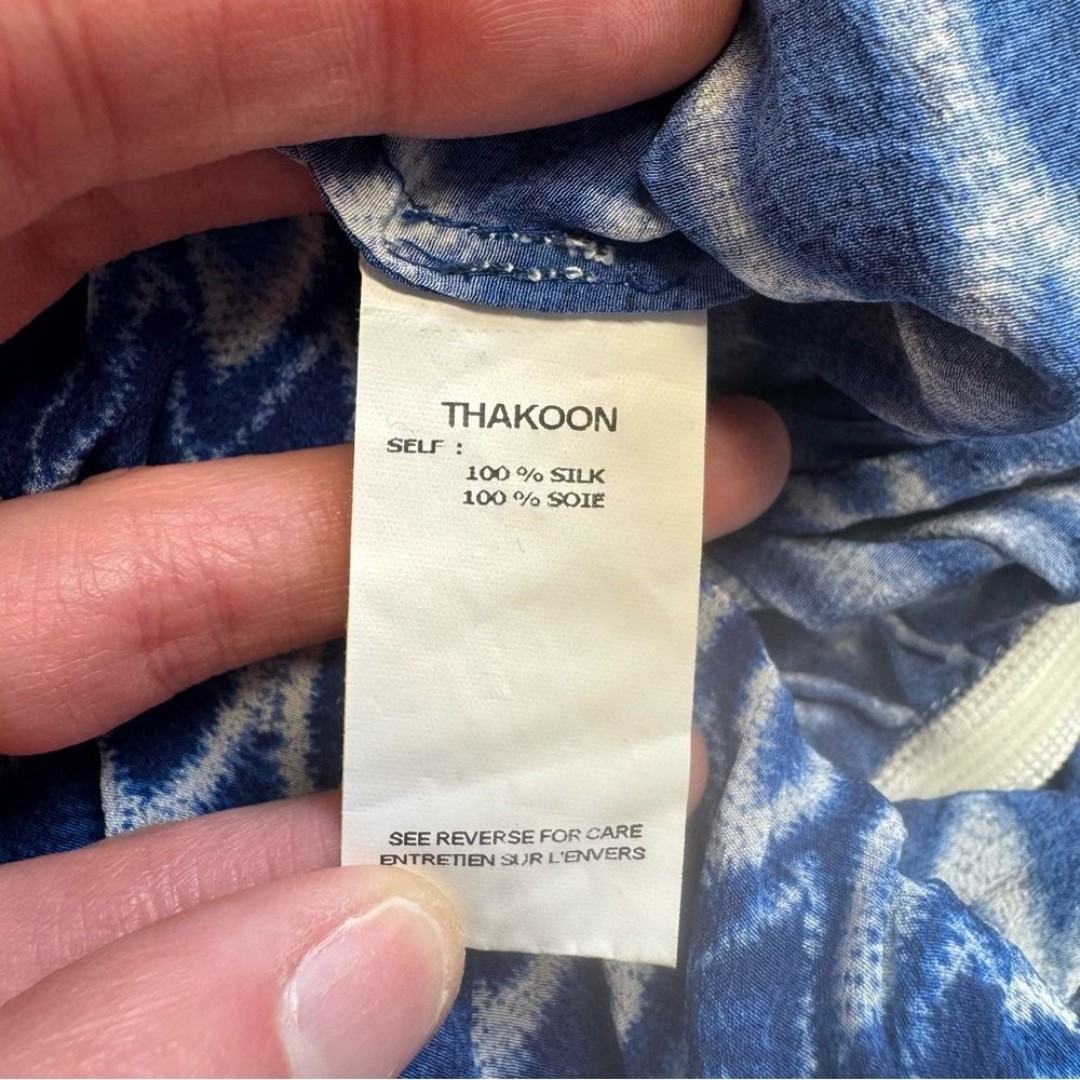 THAKOON
SELF :
100 % SILK
100 % SOIE
SEE REVERSE FOR CARE
ENTRETIEN SUR L'ENVERS